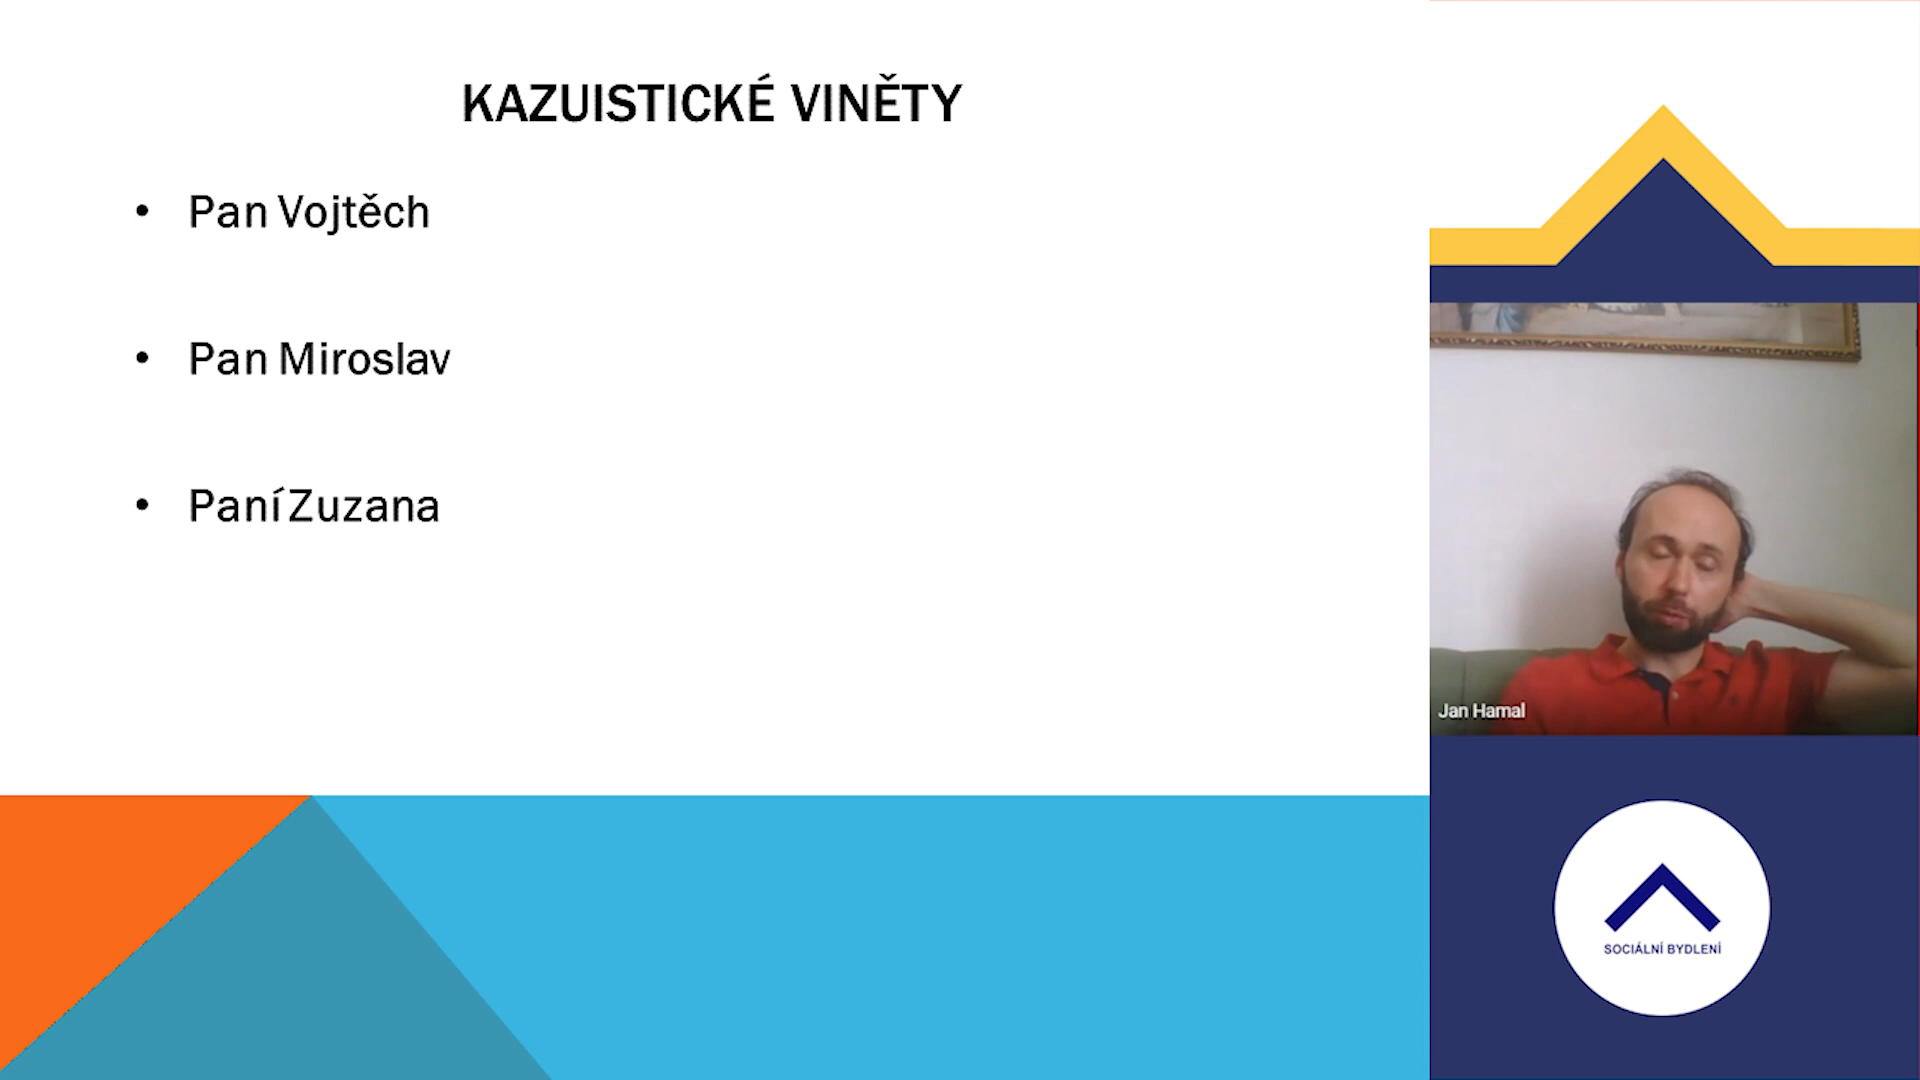 KAZUISTICKÉ VINĚTY
• Pan Vojtěch
• Pan Miroslav
• Paní Zuzana
Jan Hamal
SOCIÁLNÍ BYDLENÍ